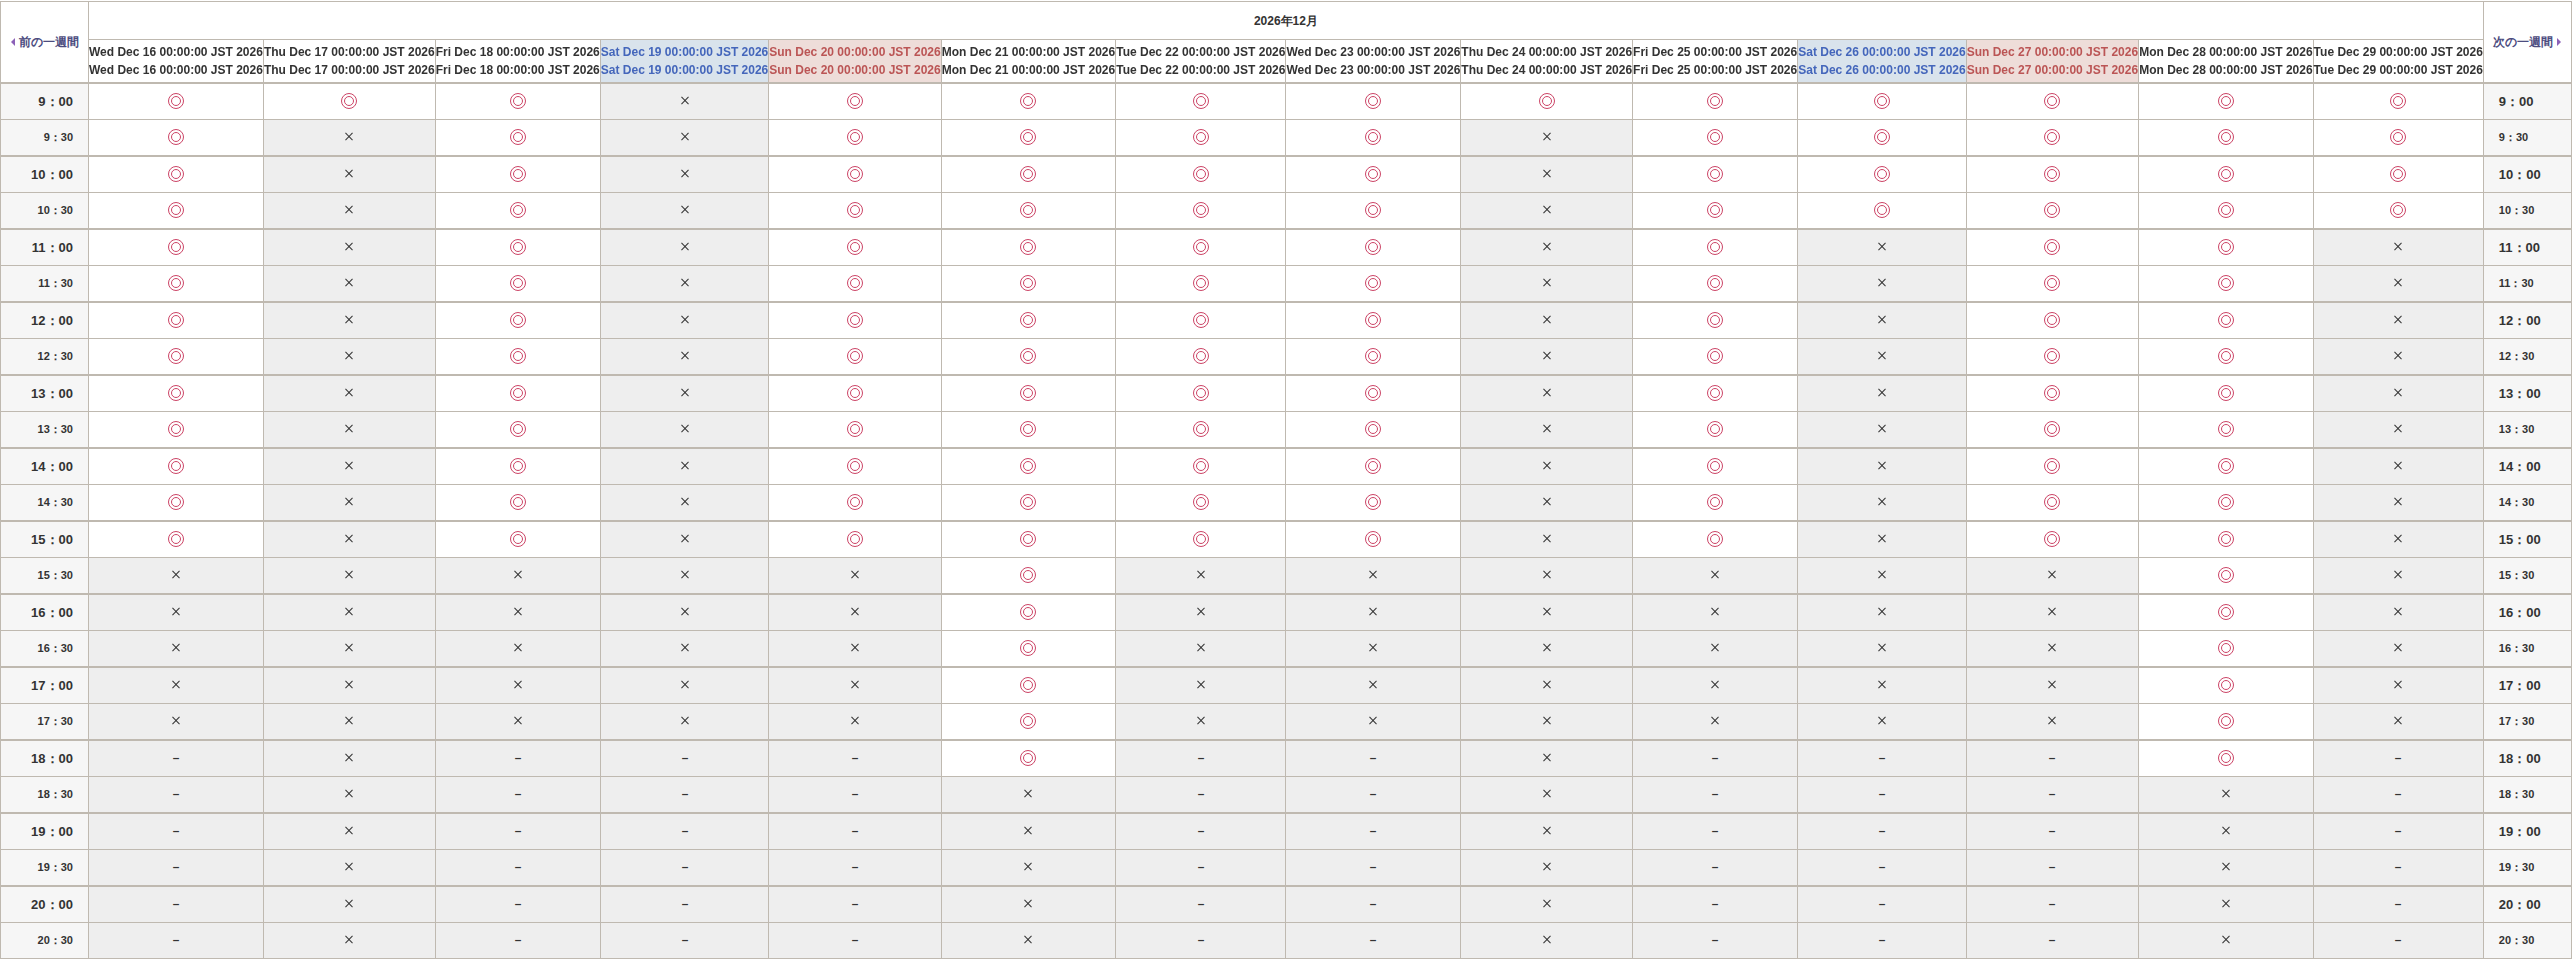 2026年12月
前の一週間
次の一週間
Wed Dec 16 00:00:00 JST 2026 Thu Dec 17 00:00:00 JST 2026 Fri Dec 18 00:00:00 JST 2026 Sat Dec 19 00:00:00 JST 2026 Sun Dec 20 00:00:00 JST 2026 Mon Dec 21 00:00:00 JST 2026 Tue Dec 22 00:00:00 JST 2026 Wed Dec 23 00:00:00 JST 2026 Thu Dec 24 00:00:00 JST 2026 Fri Dec 25 00:00:00 JST 2026 Sat Dec 26 00:00:00 JST 2026 Sun Dec 27 00:00:00 JST 2026 Mon Dec 28 00:00:00 JST 2026 Tue Dec 29 00:00:00 JST 2026
Wed Dec 16 00:00:00 JST 2026 Thu Dec 17 00:00:00 JST 2026 Fri Dec 18 00:00:00 JST 2026 Sat Dec 19 00:00:00 JST 2026 Sun Dec 20 00:00:00 JST 2026 Mon Dec 21 00:00:00 JST 2026 Tue Dec 22 00:00:00 JST 2026 Wed Dec 23 00:00:00 JST 2026 Thu Dec 24 00:00:00 JST 2026 Fri Dec 25 00:00:00 JST 2026 Sat Dec 26 00:00:00 JST 2026 Sun Dec 27 00:00:00 JST 2026 Mon Dec 28 00:00:00 JST 2026 Tue Dec 29 00:00:00 JST 2026
9：00 ◎ ◎ ◎ × ◎ ◎ ◎ ◎ ◎ ◎ ◎ ◎ ◎ ◎ 9：00
9：30 ◎ × ◎ × ◎ ◎ ◎ ◎ × ◎ ◎ ◎ ◎ ◎ 9：30
10：00 ◎ × ◎ × ◎ ◎ ◎ ◎ × ◎ ◎ ◎ ◎ ◎ 10：00
10：30 ◎ × ◎ × ◎ ◎ ◎ ◎ × ◎ ◎ ◎ ◎ ◎ 10：30
11：00 ◎ × ◎ × ◎ ◎ ◎ ◎ × ◎ × ◎ ◎ × 11：00
11：30 ◎ × ◎ × ◎ ◎ ◎ ◎ × ◎ × ◎ ◎ × 11：30
12：00 ◎ × ◎ × ◎ ◎ ◎ ◎ × ◎ × ◎ ◎ × 12：00
12：30 ◎ × ◎ × ◎ ◎ ◎ ◎ × ◎ × ◎ ◎ × 12：30
13：00 ◎ × ◎ × ◎ ◎ ◎ ◎ × ◎ × ◎ ◎ × 13：00
13：30 ◎ × ◎ × ◎ ◎ ◎ ◎ × ◎ × ◎ ◎ × 13：30
14：00 ◎ × ◎ × ◎ ◎ ◎ ◎ × ◎ × ◎ ◎ × 14：00
14：30 ◎ × ◎ × ◎ ◎ ◎ ◎ × ◎ × ◎ ◎ × 14：30
15：00 ◎ × ◎ × ◎ ◎ ◎ ◎ × ◎ × ◎ ◎ × 15：00
15：30 × × × × × ◎ × × × × × × ◎ × 15：30
16：00 × × × × × ◎ × × × × × × ◎ × 16：00
16：30 × × × × × ◎ × × × × × × ◎ × 16：30
17：00 × × × × × ◎ × × × × × × ◎ × 17：00
17：30 × × × × × ◎ × × × × × × ◎ × 17：30
18：00 － × － － － ◎ － － × － － － ◎ － 18：00
18：30 － × － － － × － － × － － － × － 18：30
19：00 － × － － － × － － × － － － × － 19：00
19：30 － × － － － × － － × － － － × － 19：30
20：00 － × － － － × － － × － － － × － 20：00
20：30 － × － － － × － － × － － － × － 20：30